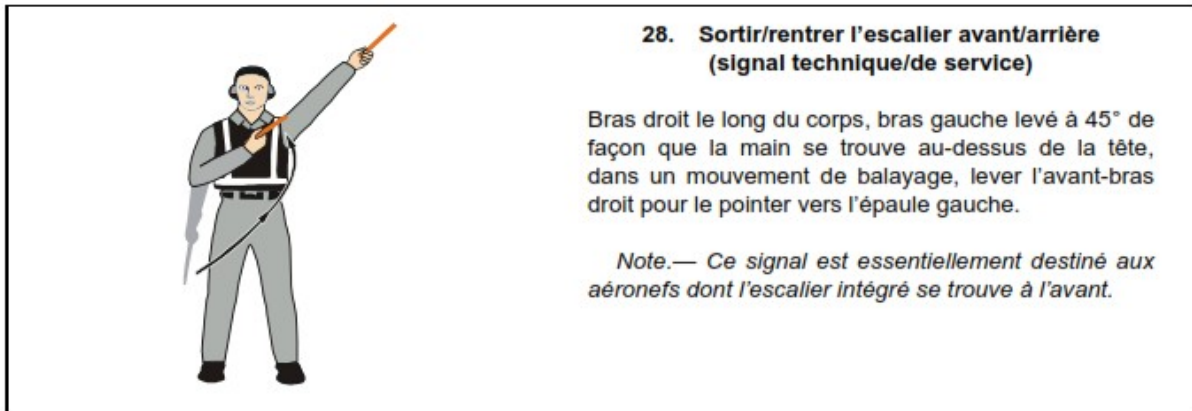 28. Sortir/rentrer l’escalier avant/arrière
(signal technique/de service)
Bras droit le long du corps, bras gauche levé à 45° de
façon que la main se trouve au-dessus de la tête,
dans un mouvement de balayage, lever l’avant-bras
droit pour le pointer vers l’épaule gauche.
Note.— Ce signal est essentiellement destiné aux
aéronefs dont l’escalier intégré se trouve à l’avant.